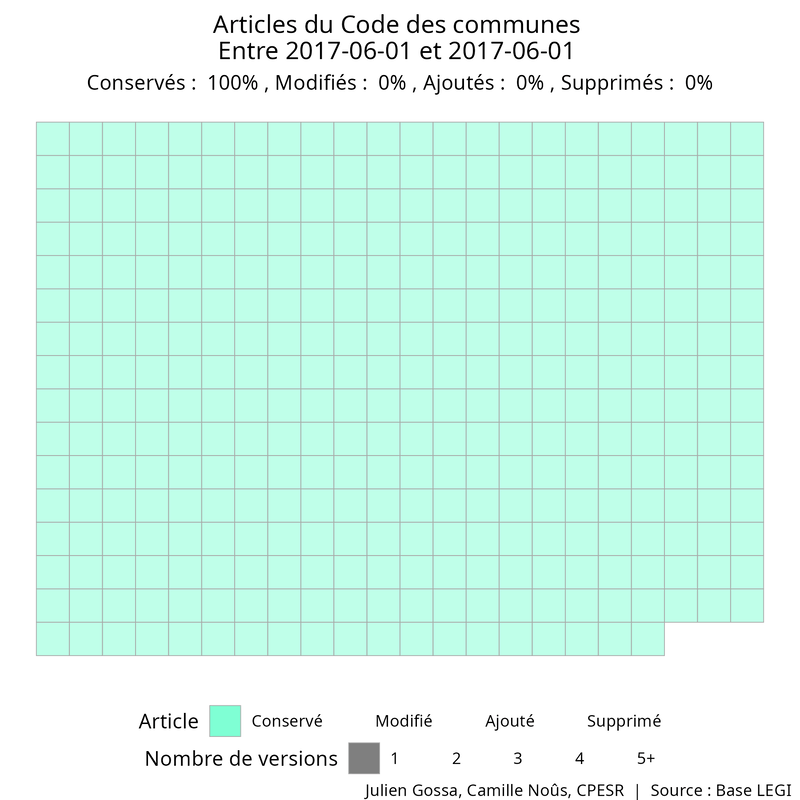 Articles du Code des communes
Entre 2017-06-01 et 2017-06-01
Conservés :  100% , Modifiés :  0% , Ajoutés :  0% , Supprimés :  0%
Article Conservé Modifié Ajouté Supprimé
Nombre de versions 1 2 3 4 5+
Julien Gossa, Camille Noûs, CPESR  |  Source : Base LEGI